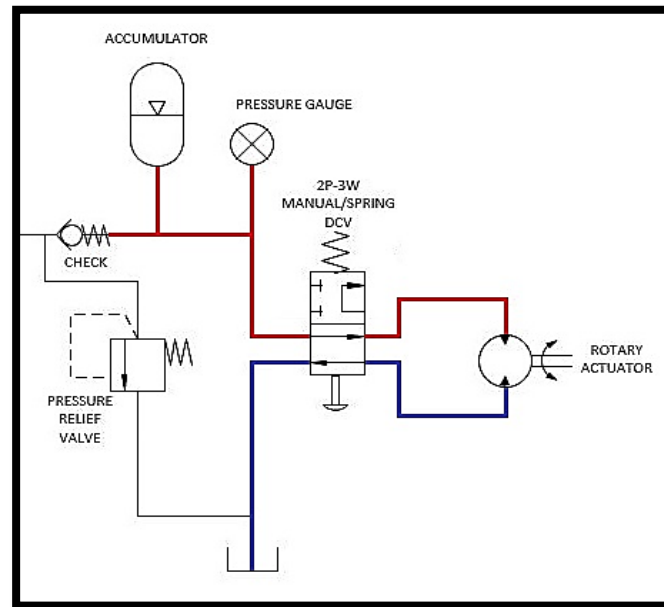 ACCUMULATOR
PRESSURE GAUGE
2P-3W
MANUAL/SPRING
DCV
CHECK
ROTARY
ACTUATOR
PRESSURE
RELIEF
VALVE